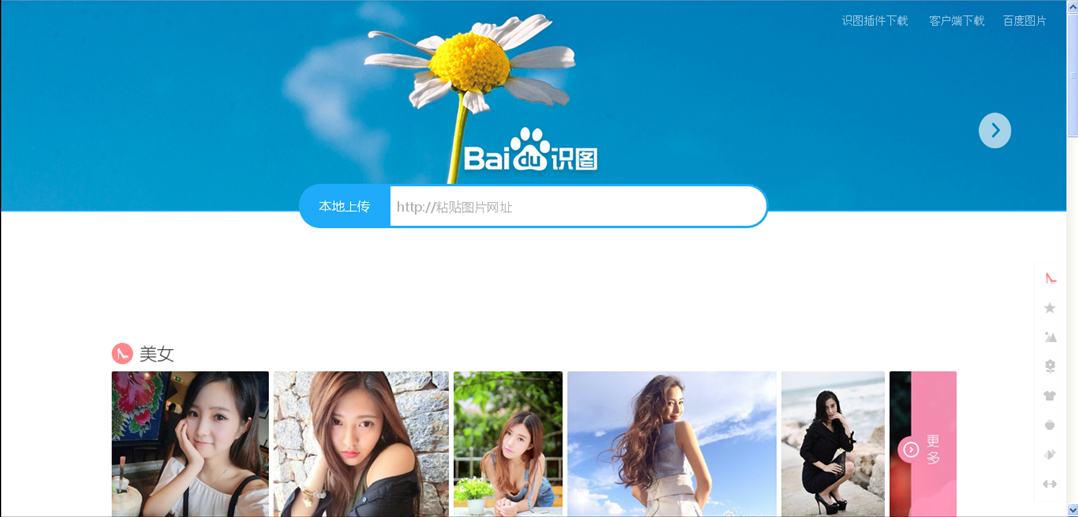 识图插件下载 客户端下载 百度图片
Baidu识图
本地上传 http://粘贴图片网址
美女
更多